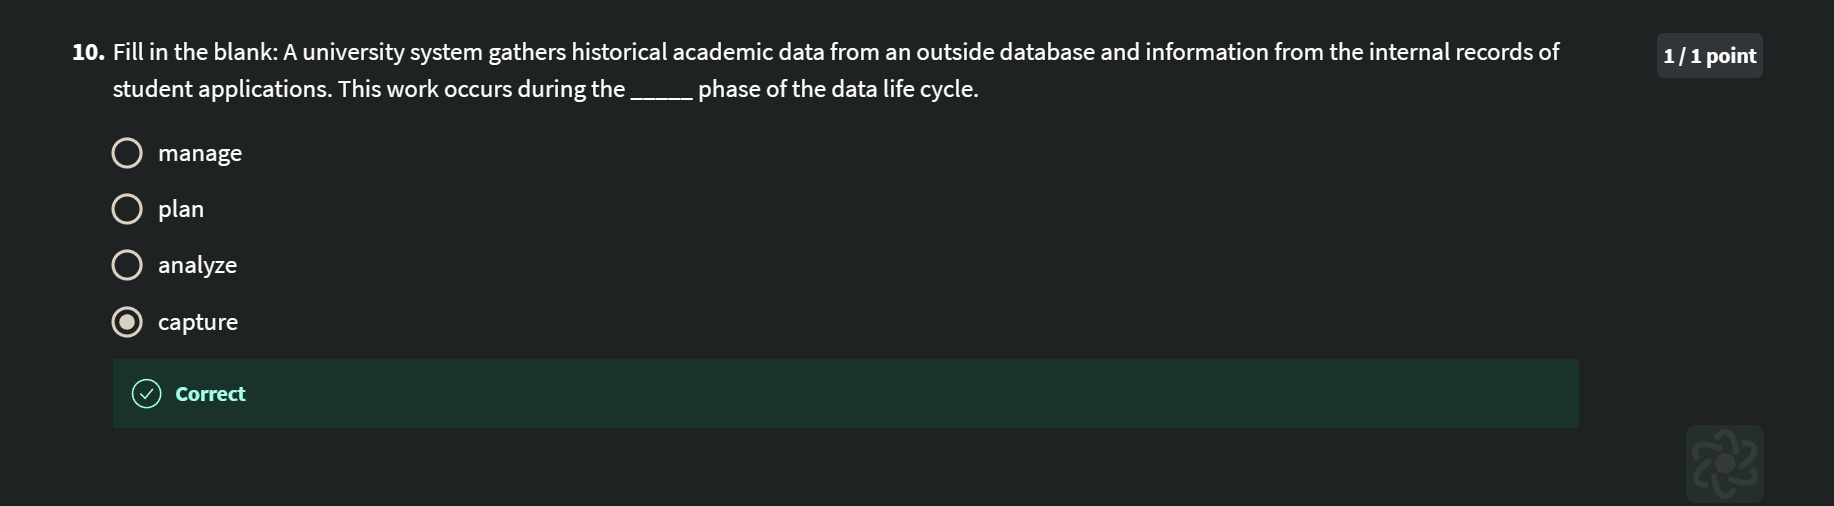 10. Fill in the blank: A university system gathers historical academic data from an outside database and information from the internal records of
student applications. This work occurs during the _____ phase of the data life cycle.
1 / 1 point
manage
plan
analyze
capture
Correct